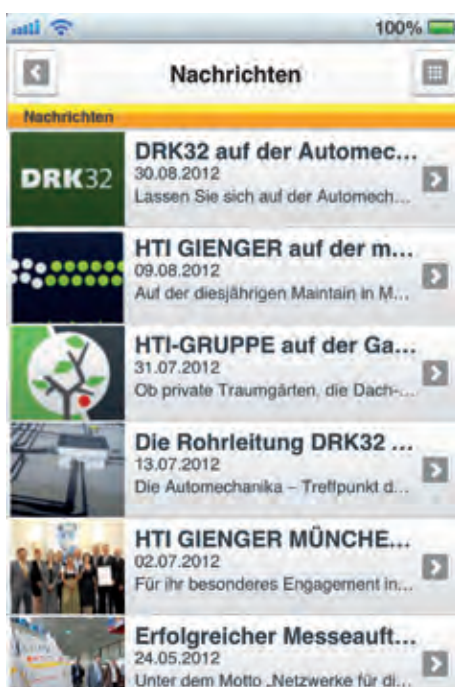 100%
Nachrichten
Nachrichten
DRK32
DRK32 auf der Automec...
30.08.2012
Lassen Sie sich auf der Automech...
HTI GIENGER auf der m...
09.08.2012
Auf der diesjährigen Maintain in M...
HTI-GRUPPE auf der Ga...
31.07.2012
Ob private Traumgärten, die Dach-...
Die Rohrleitung DRK32 ...
13.07.2012
Die Automechanika – Treffpunkt d...
HTI GIENGER MÜNCHE...
02.07.2012
Für ihr besonderes Engagement in...
Erfolgreicher Messeauft...
24.05.2012
Unter dem Motto „Netzwerke für di...